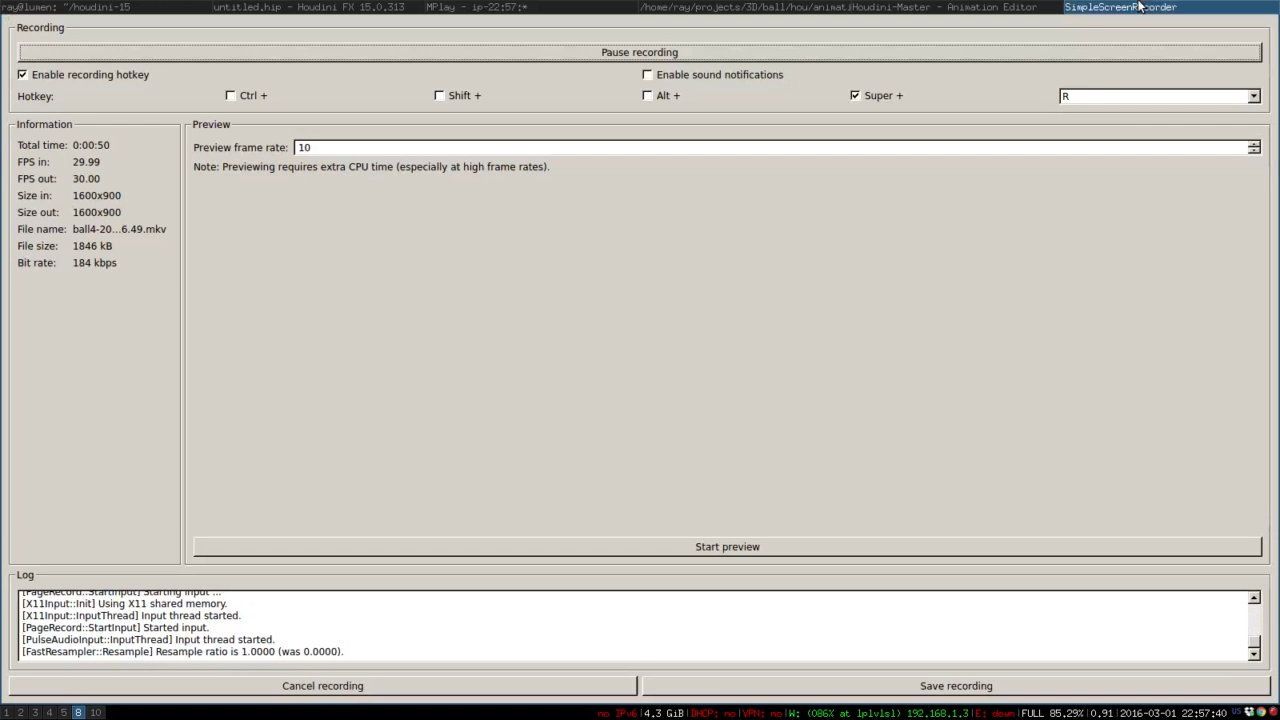 ray@lumen: ~/houdini-15
untitled.hip - Houdini FX 15.0.313
MPlay - ip-22:57:*
/home/ray/projects/3D/ball/hou/animatiHoudini-Master - Animation Editor
SimpleScreenRecorder
Recording
Pause recording
Enable recording hotkey
Enable sound notifications
Hotkey:
Ctrl +
Shift +
Alt +
Super +
R
Information
Total time: 0:00:50
FPS in: 29.99
FPS out: 30.00
Size in: 1600x900
Size out: 1600x900
File name: ball4-20...6.49.mkv
File size: 1846 kB
Bit rate: 184 kbps
Preview
Preview frame rate: 10
Note: Previewing requires extra CPU time (especially at high frame rates).
Start preview
Log
[PageRecord::StartInput] Starting input ...
[X11Input::Init] Using X11 shared memory.
[X11Input::InputThread] Input thread started.
[PageRecord::StartInput] Started input.
[PulseAudioInput::InputThread] Input thread started.
[FastResampler::Resample] Resample ratio is 1.0000 (was 0.0000).
Cancel recording
Save recording
1 2 3 4 5 8 10
no IPv6|4.3 GiB|DHCP: no|VPN: no|W: (086% at lplvlsl) 192.168.1.3|E: down|FULL 85.29%|0.91|2016-03-01 22:57:40
US